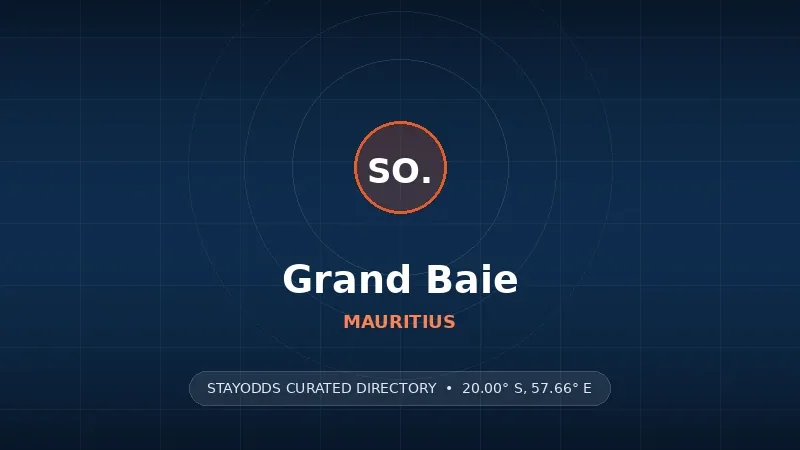 SO.
Grand Baie
MAURITIUS
STAYODDS CURATED DIRECTORY • 20.00° S, 57.66° E